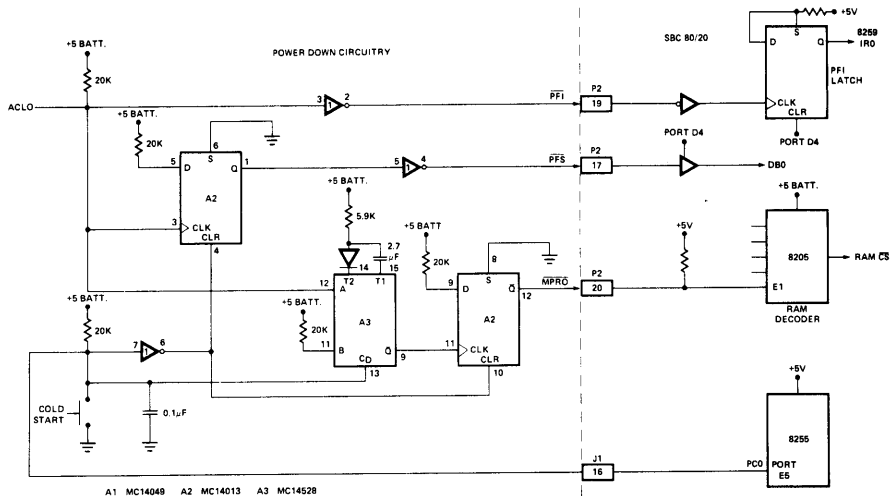 +5V
SBC 80/20
8259
IR0
D
S
Q
PFI
LATCH
CLK
CLR
PORT D4
+5 BATT.
POWER DOWN CIRCUITRY
20K
ACLO
3
1
2
PFI
P2
19
+5 BATT.
20K
6
S
5
D
Q
1
A2
3
CLK
CLR
4
5
1
4
PFS
P2
17
PORT D4
DB0
+5 BATT.
5.9K
2.7
μF
14
15
T2
T1
12
A
A3
+5 BATT.
20K
11
B
CD
13
Q
9
+5 BATT
20K
8
S
9
D
Q
12
A2
11
CLK
CLR
10
MPRO
P2
20
+5V
+5 BATT.
8205
E1
RAM CS
RAM
DECODER
+5 BATT.
20K
7
1
6
COLD
START
0.1μF
+5V
8255
J1
16
PC0
PORT
E5
A1 MC14049 A2 MC14013 A3 MC14528